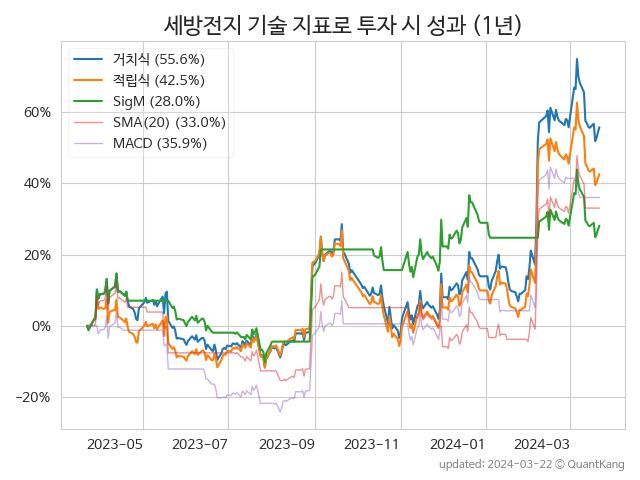 세방전지 기술 지표로 투자 시 성과 (1년)
거치식 (55.6%)
적립식 (42.5%)
SigM (28.0%)
SMA(20) (33.0%)
MACD (35.9%)
60%
40%
20%
0%
−20%
2023-05 2023-07 2023-09 2023-11 2024-01 2024-03
updated: 2024-03-22 © QuantKang